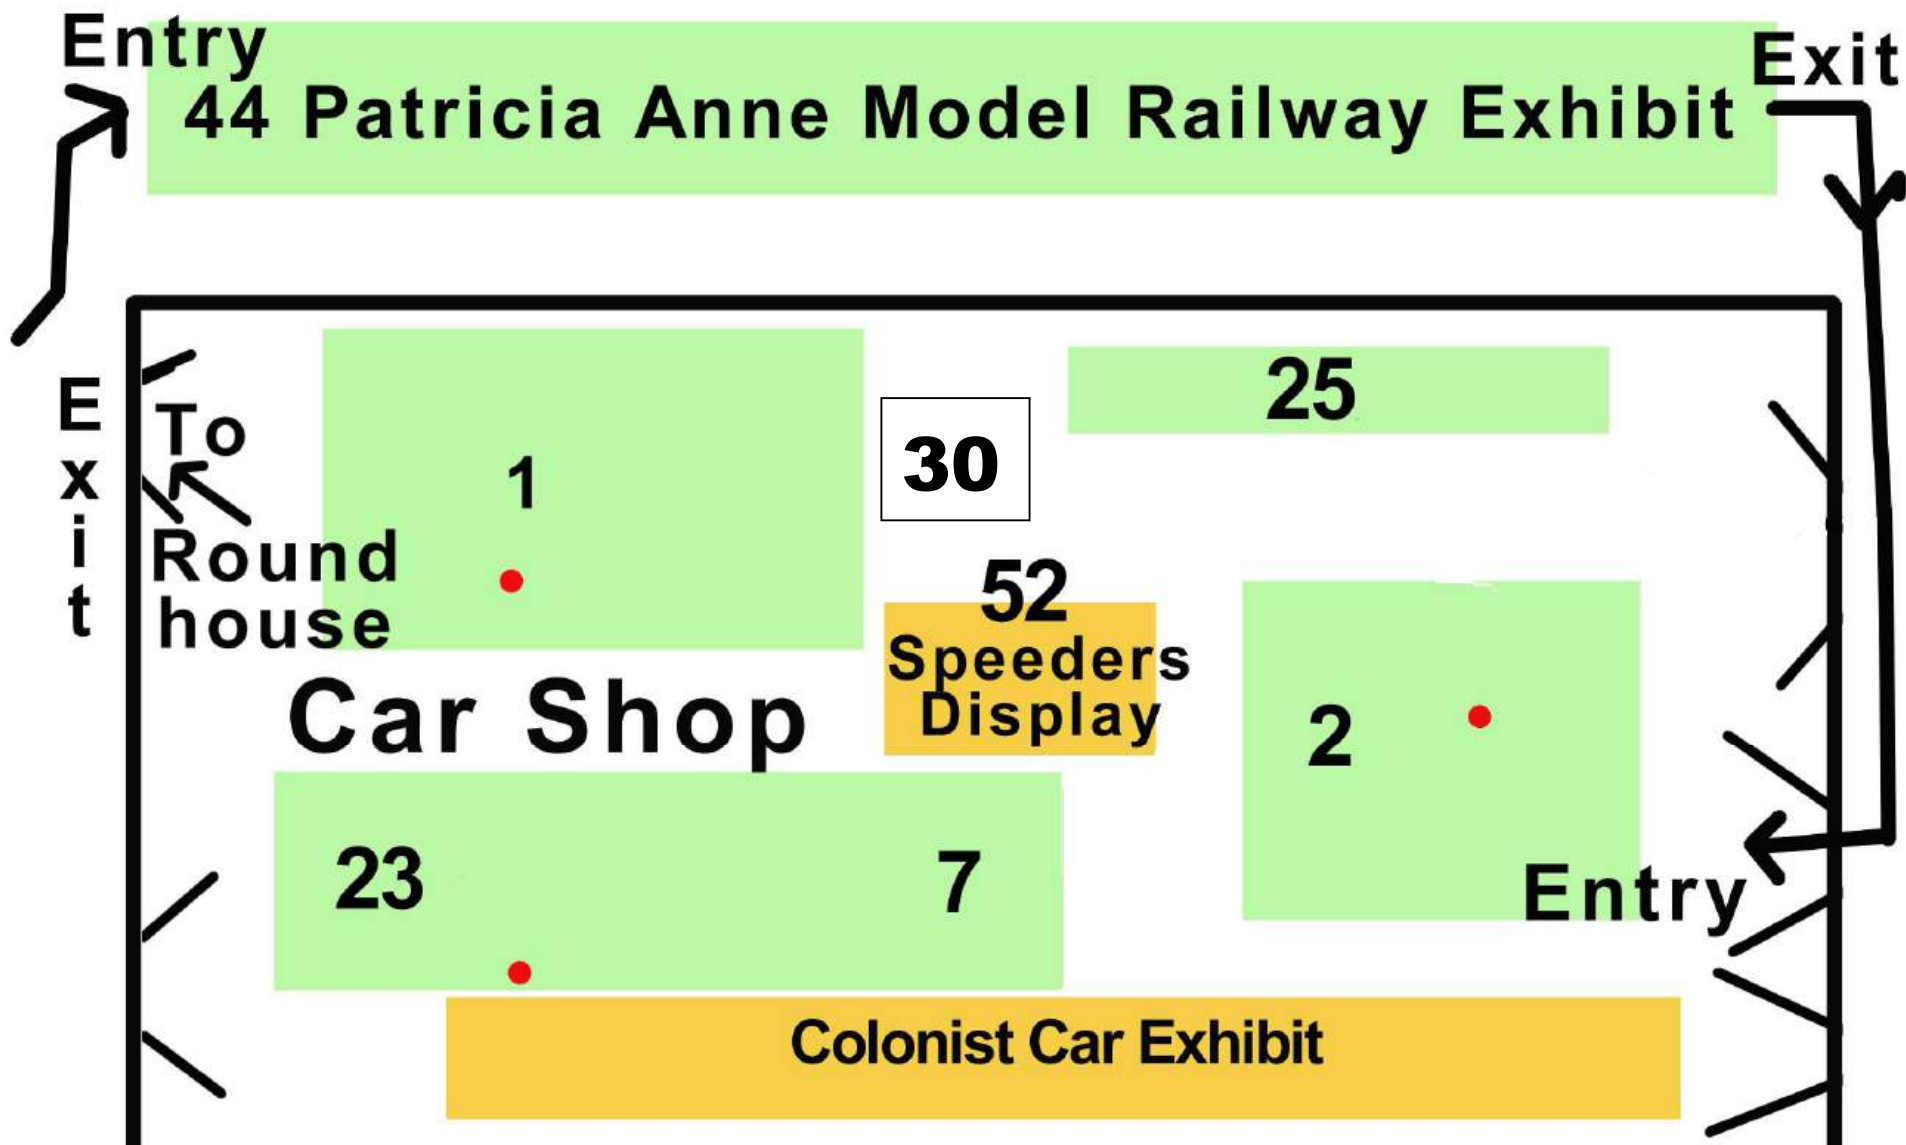 Entry
Exit
44 Patricia Anne Model Railway Exhibit
Exit
To
Round
house
1
30
25
52
Speeders
Display
Car Shop
2
23
7
Entry
Colonist Car Exhibit